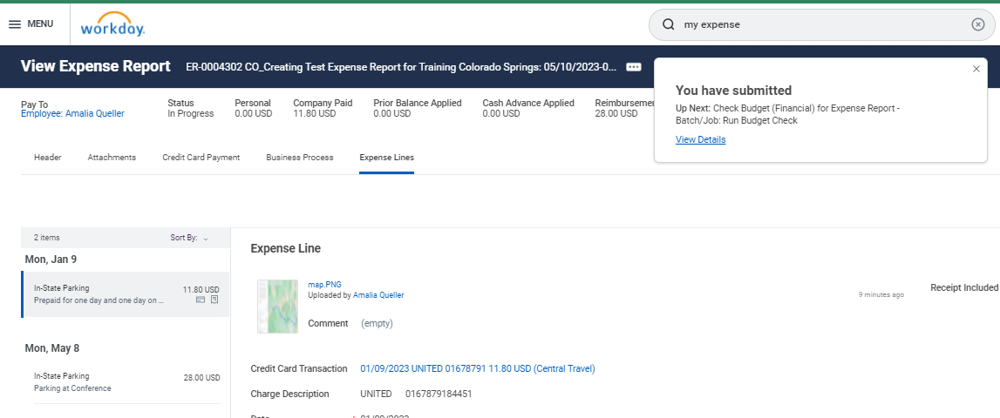 MENU
workday.
my expense
View Expense Report
ER-0004302 CO_Creating Test Expense Report for Training Colorado Springs: 05/10/2023-0...
You have submitted
Up Next: Check Budget (Financial) for Expense Report -
Batch/Job: Run Budget Check
View Details
Pay To
Employee: Amalia Queller
Status
In Progress
Personal
0.00 USD
Company Paid
11.80 USD
Prior Balance Applied
0.00 USD
Cash Advance Applied
0.00 USD
Reimbursemen
28.00 USD
Header
Attachments
Credit Card Payment
Business Process
Expense Lines
2 items
Sort By:
Mon, Jan 9
In-State Parking
11.80 USD
Prepaid for one day and one day on ...
Mon, May 8
In-State Parking
28.00 USD
Parking at Conference
Expense Line
map.PNG
Uploaded by Amalia Queller
9 minutes ago
Receipt Included
Comment (empty)
Credit Card Transaction 01/09/2023 UNITED 01678791 11.80 USD (Central Travel)
Charge Description UNITED 0167879184451
Date * 01/09/2023